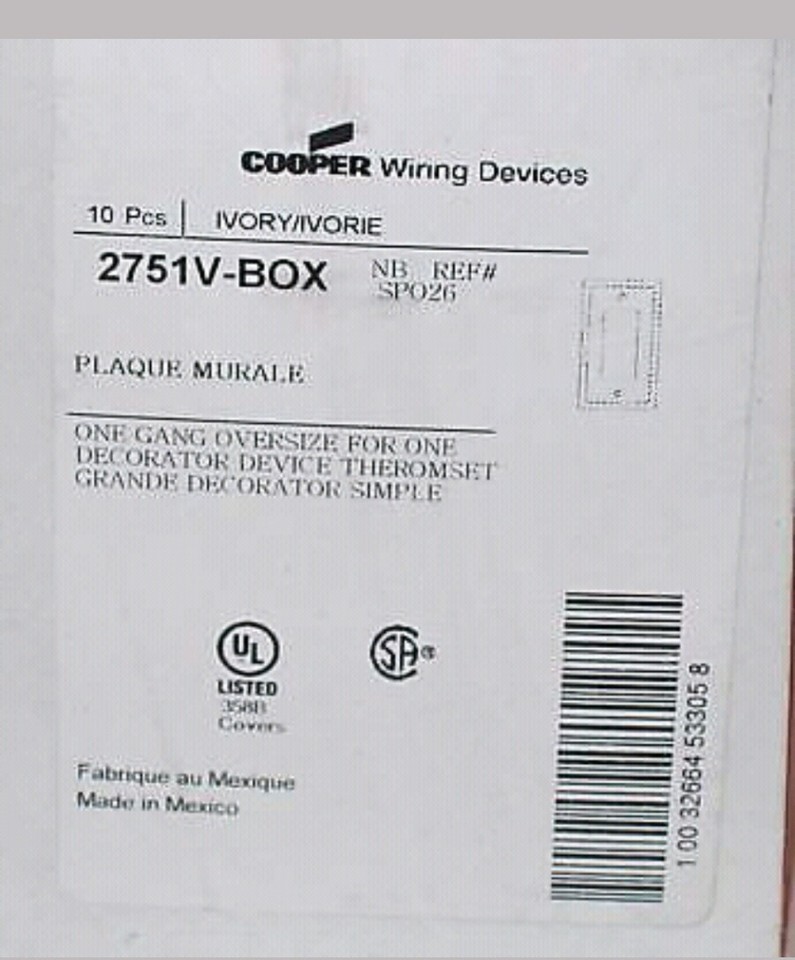 COOPER Wiring Devices
10 Pcs | IVORY/IVORIE
2751V-BOX
NB REF#
SPO26
PLAQUE MURALE
ONE GANG OVERSIZE FOR ONE
DECORATOR DEVICE THEROMSET
GRANDE DECORATOR SIMPLE
UL
LISTED
358B
Covers
SA
Fabrique au Mexique
Made in Mexico
1 00 32664 53305 8